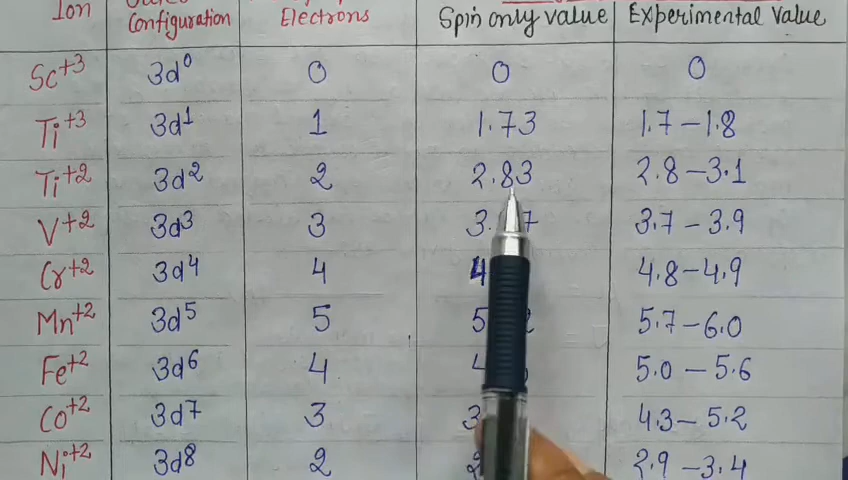 Ion Configuration Electrons Spin only value Experimental value
Sc+3 3d0 0 0 0
Ti+3 3d1 1 1.73 1.7-1.8
Ti+2 3d2 2 2.83 2.8-3.1
V+2 3d3 3 3.7-3.9
Cr+2 3d4 4 4.8-4.9
Mn+2 3d5 5 5.7-6.0
Fe+2 3d6 4 5.0-5.6
Co+2 3d7 3 4.3-5.2
Ni+2 3d8 2 2.9-3.4